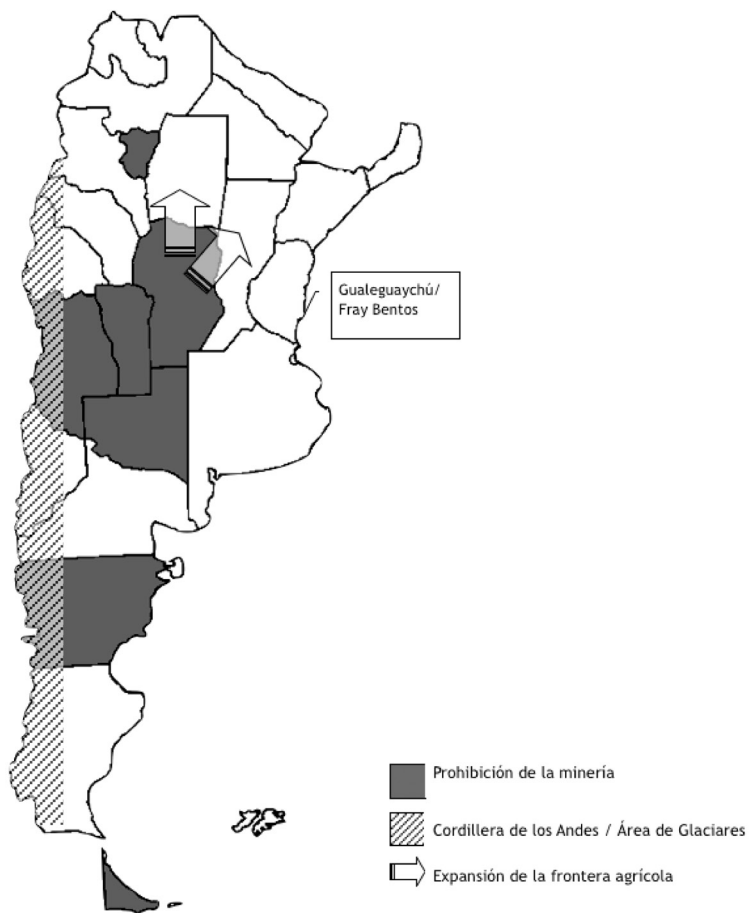 Gualeguaychú/
Fray Bentos
Prohibición de la minería
Cordillera de los Andes / Área de Glaciares
Expansión de la frontera agrícola